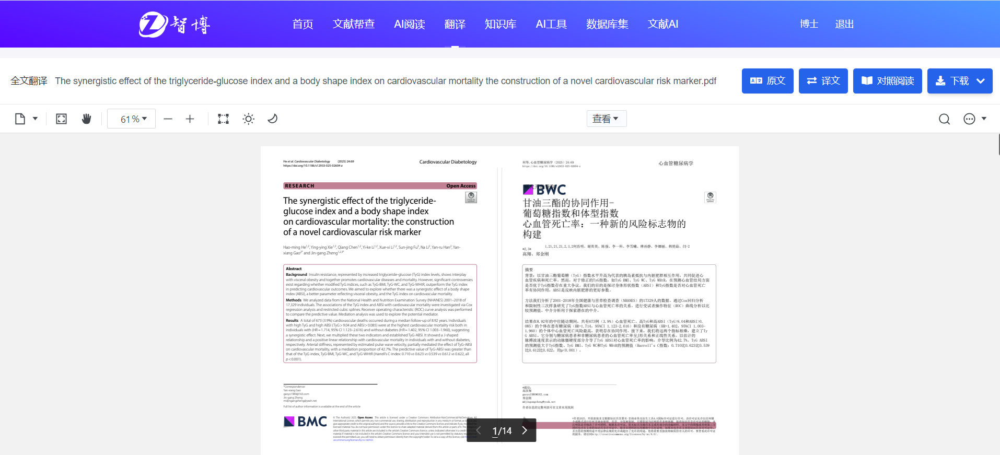 智博
首页 文献帮查 AI阅读 翻译 知识库 AI工具 数据库集 文献AI 博士 退出
全文翻译 The synergistic effect of the triglyceride-glucose index and a body shape index on cardiovascular mortality the construction of a novel cardiovascular risk marker.pdf
原文 译文 对照阅读 下载
61% 查看
He et al. Cardiovascular Diabetology (2025) 24:69
https://doi.org/10.1186/s12933-025-02604-z
Cardiovascular Diabetology
RESEARCH Open Access
The synergistic effect of the triglyceride-
glucose index and a body shape index
on cardiovascular mortality: the construction
of a novel cardiovascular risk marker
Hao-ming He1,2, Ying-ying Xie1,2, Qiang Chen1,2, Yi-ke Li1,2, Xue-xi Li1,2, Sun-jing Fu3, Na Li2, Yan-ru Han2, Yan-
xiang Gao2* and Jin-gang Zheng1,2,3*
Abstract
Background Insulin resistance, represented by increased triglyceride-glucose (TyG) index levels, shows interplay
with visceral obesity and together promotes cardiovascular diseases and mortality. However, significant controversies
exist regarding whether modified TyG indices, such as TyG-BMI, TyG-WC, and TyG-WHtR, outperform the TyG index
in predicting cardiovascular outcomes. We aimed to explore whether there was a synergistic effect of a body shape
index (ABSI), a better parameter reflecting visceral obesity, and the TyG index on cardiovascular mortality.
Methods We analyzed data from the National Health and Nutrition Examination Survey (NHANES) 2001–2018 of
17,329 individuals. The associations of the TyG index and ABSI with cardiovascular mortality were investigated via Cox
regression analysis and restricted cubic splines. Receiver operating characteristic (ROC) curve analysis was performed
to compare the predictive value. Mediation analysis was used to explore the potential mediator.
Results A total of 673 (3.9%) cardiovascular deaths occurred during a median follow-up of 8.92 years. Individuals
with high TyG and high ABSI (TyG > 9.04 and ABSI > 0.085) were at the highest cardiovascular mortality risk both in
individuals with (HR = 1.714, 95% CI 1.123–2.616) and without diabetes (HR = 1.402, 95% CI 1,003–1.960), suggesting
a synergistic effect. Next, we multiplied these two indicators and established TyG-ABSI. It showed a J-shaped
relationship and a positive linear relationship with cardiovascular mortality in individuals with and without diabetes,
respectively. Arterial stiffness, represented by estimated pulse wave velocity, partially mediated the effect of TyG-ABSI
on cardiovascular mortality, with a mediation proportion of 42.7%. The predictive value of TyG-ABSI was greater than
that of the TyG index, TyG-BMI, TyG-WC, and TyG-WHtR (Harrell's C-index: 0.710 vs 0.623 vs 0.539 vs 0.612 vs 0.622, all
p < 0.001).
*Correspondence:
Yan-xiang Gao
gaoyx1980@163.com
Jin-gang Zheng
mdjingangzheng@yeah.net
Full list of author information is available at the end of the article
BMC
何等.心血管糖尿病学 (2025) 24:69
https://doi.org/10.1186/s12933-025-02604-z
心血管糖尿病学
甘油三酯的协同作用-
葡萄糖指数和体型指数
心血管死亡率：一种新的风险标志物的
构建
1,21,21,21,2,3,2何浩明、谢英英、陈强、李一科、李雪曦、傅孙静、李娜丽、韩艳茹、闫-2
*2,3*
高翔、郑金刚
摘要
背景：以甘油三酯葡萄糖（TyG）指数水平升高为代表的胰岛素抵抗与内脏肥胖相互作用，共同促进心
血管疾病和死亡率。然而，对于修正的TyG指数，如TyG BMI、TyG WC、TyG WHtR，在预测心血管结局方面
是否优于TyG指数存在重大争议。我们的目的是探讨身体形状指数（ABSI）和TyG指数是否对心血管死亡
率有协同作用，ABSI是反映内脏肥胖的更好参数。
方法我们分析了2001-2018年全国健康与营养检查调查（NHANES）的17329人的数据。通过Cox回归分析
和限制性三次样条研究了TyG指数ABSI与心血管死亡率的关系。进行受试者操作特征（ROC）曲线分析以比
较预测值。中介分析用于探索潜在的中介。
结果在8.92年的中位随访期间，共有673例（3.9%）心血管死亡。高TyG和高ABSI（TyG>9.04和ABSI>0.
085）的个体在患有糖尿病（HR=1.714，95%CI 1.123-2.616）和没有糖尿病（HR=1.402，95%CI 1.003-
1.960）的个体中心血管死亡风险最高，表明存在协同作用。接下来，我们将这两个指标相乘，建立了Ty
G ABSI。它分别与糖尿病患者和非糖尿病患者的心血管死亡率呈J形关系和正线性关系。以估计的
脉搏波速度表示的动脉僵硬度部分介导了TyG ABSI对心血管死亡率的影响，介导比例为42.7%。TyG ABSI
的预测值大于TyG指数、TyG BMI、TyG WC和TyG WHtR的预测值（Harrell's C指数：0.710比0.623比0.539
比0.612比0.622，均p<0.001）。
*通信：
高彦翔
gaoyx1980@163.com
郑金刚
mdjingangzheng@yeah.net
作者信息的完整列表可在文章末尾找到
1/14